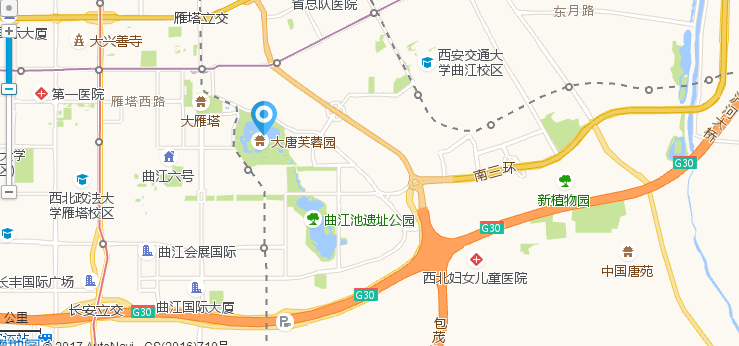 首总队医院
雁塔立交
东月路
大厦
大兴善寺
西安交通大
学曲江校区
第一医院
雁塔西路
大雁塔
大唐芙蓉园
大学
曲江六号
南三环
G30
西北政法大
学雁塔校区
新植物园
曲江池遗址公园
G30
曲江会展国际
中国唐苑
西北妇女儿童医院
长丰国际广场
曲江国际大厦
G30
长安立交
G30
P
公里
包茂
© 2017 AutoNavi - GS(2016)710号